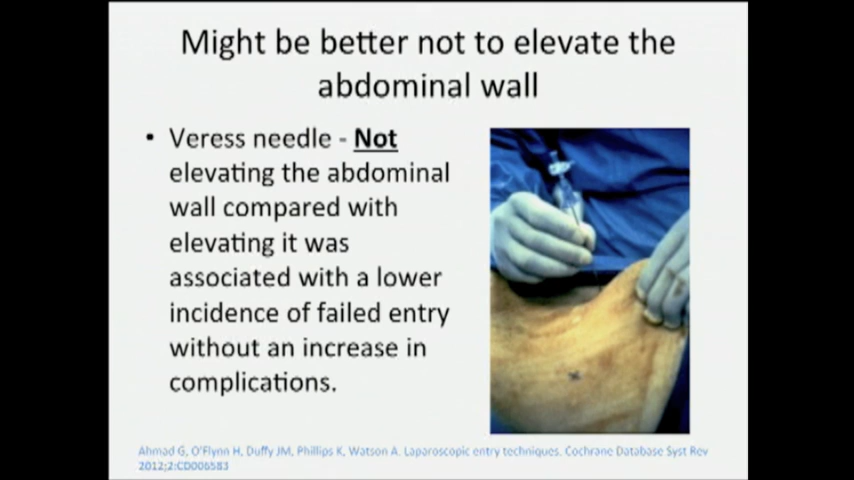 Might be better not to elevate the
abdominal wall
• Veress needle - Not
elevating the abdominal
wall compared with
elevating it was
associated with a lower
incidence of failed entry
without an increase in
complications.
Ahmad G, O'Flynn H, Duffy JM, Phillips K, Watson A. Laparoscopic entry techniques. Cochrane Database Syst Rev
2012;2:CD006583